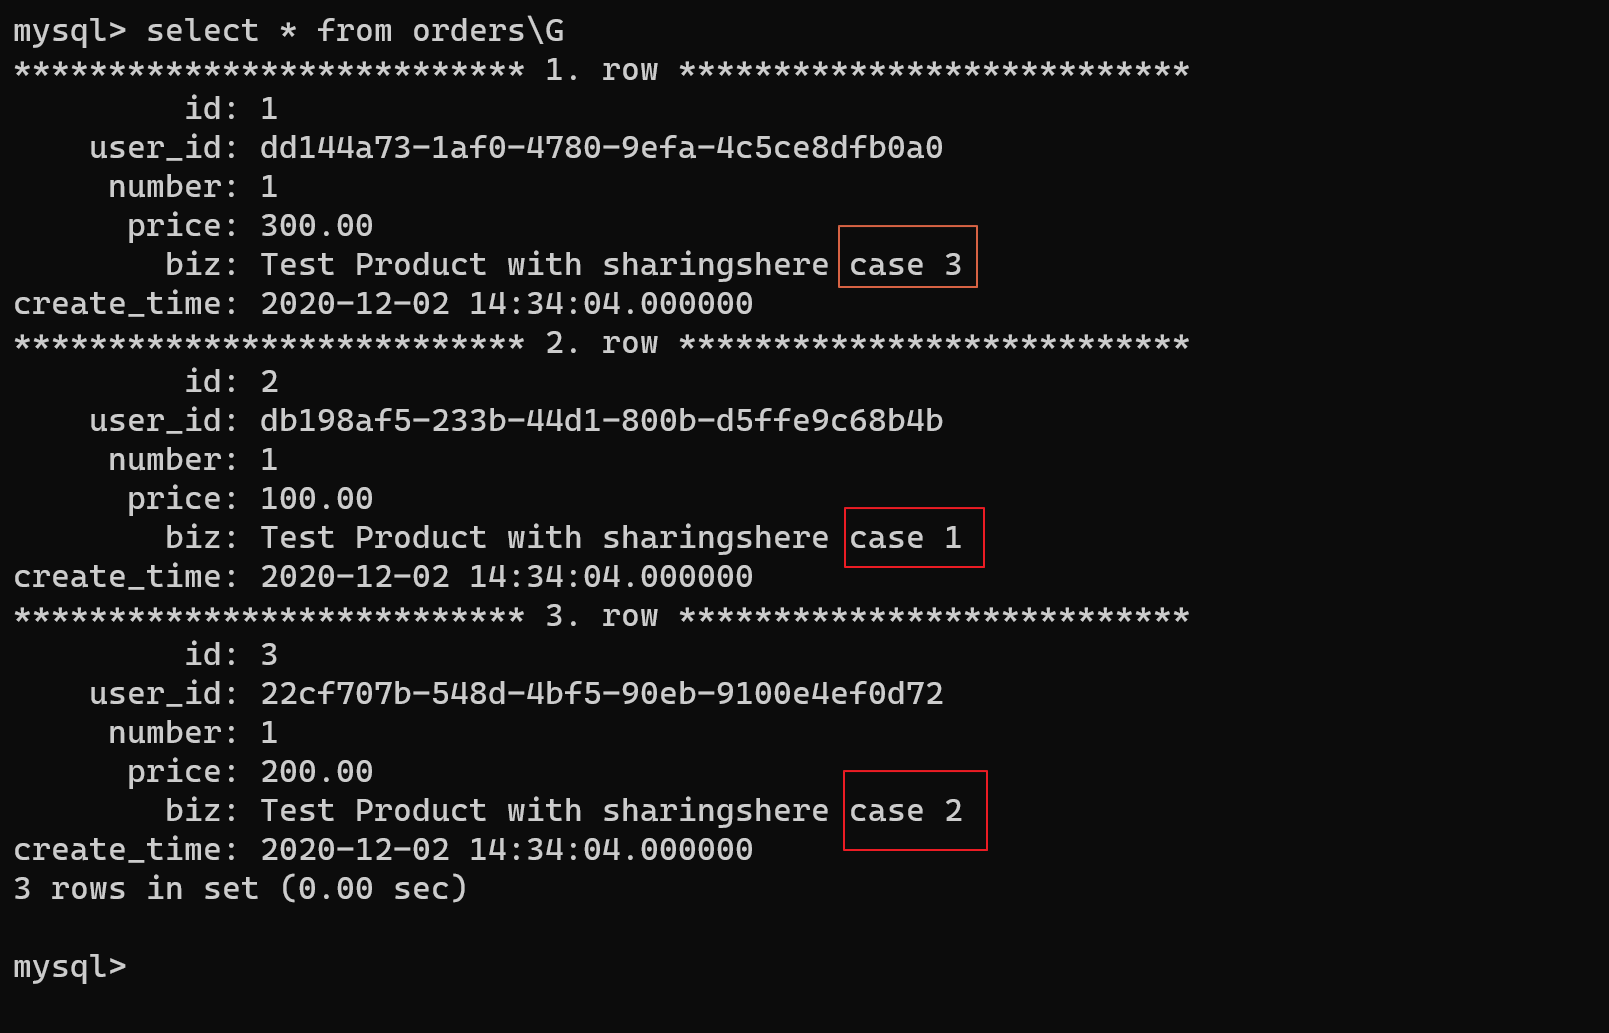 mysql> select * from orders\G
*************************** 1. row ***************************
id: 1
user_id: dd144a73-1af0-4780-9efa-4c5ce8dfb0a0
number: 1
price: 300.00
biz: Test Product with sharingshere case 3
create_time: 2020-12-02 14:34:04.000000
*************************** 2. row ***************************
id: 2
user_id: db198af5-233b-44d1-800b-d5ffe9c68b4b
number: 1
price: 100.00
biz: Test Product with sharingshere case 1
create_time: 2020-12-02 14:34:04.000000
*************************** 3. row ***************************
id: 3
user_id: 22cf707b-548d-4bf5-90eb-9100e4ef0d72
number: 1
price: 200.00
biz: Test Product with sharingshere case 2
create_time: 2020-12-02 14:34:04.000000
3 rows in set (0.00 sec)
mysql>